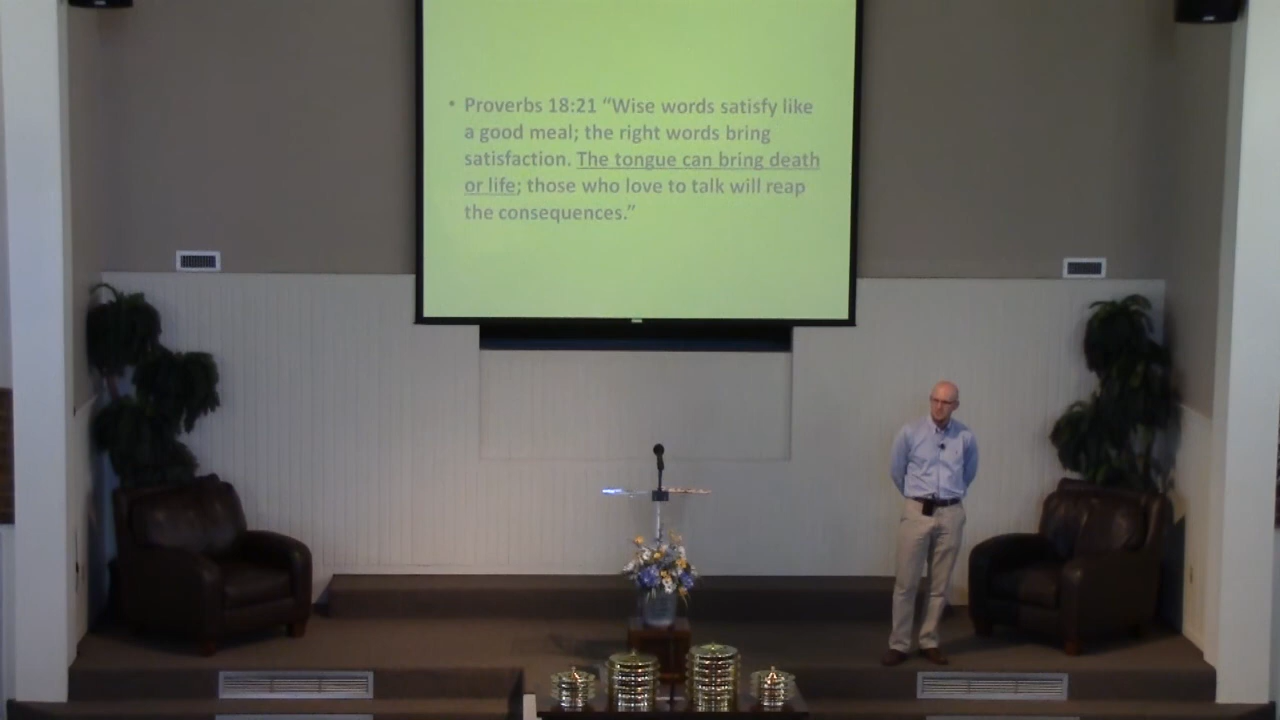 • Proverbs 18:21 “Wise words satisfy like
a good meal; the right words bring
satisfaction. The tongue can bring death
or life; those who love to talk will reap
the consequences.”